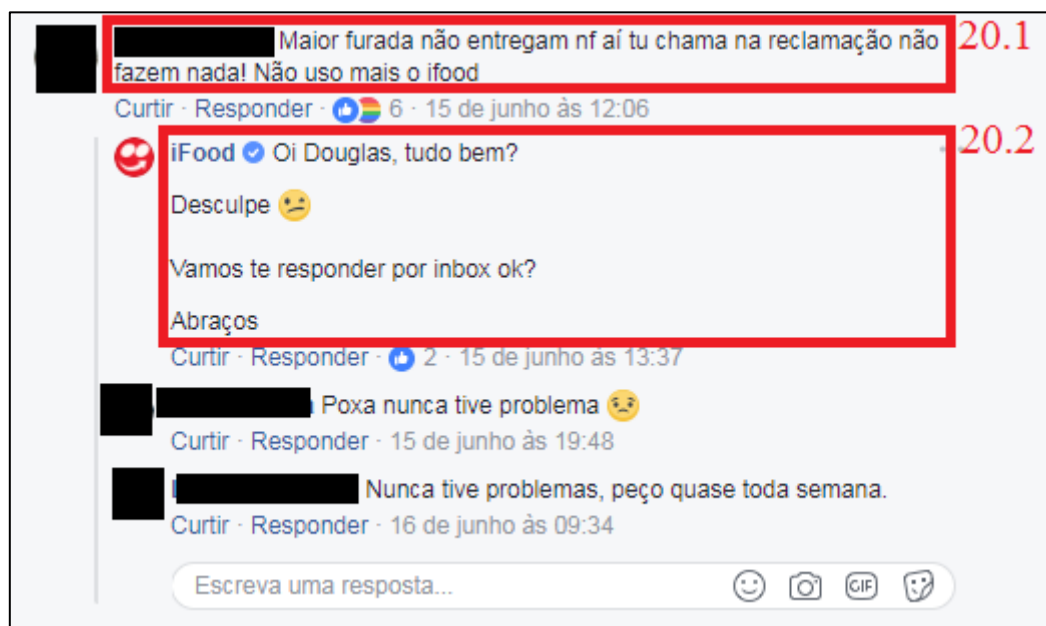 Maior furada não entregam nf aí tu chama na reclamação não 20.1
fazem nada! Não uso mais o ifood
Curtir · Responder · 6 · 15 de junho às 12:06
iFood Oi Douglas, tudo bem? 20.2
Desculpe
Vamos te responder por inbox ok?
Abraços
Curtir · Responder · 2 · 15 de junho às 13:37
Poxa nunca tive problema
Curtir · Responder · 15 de junho às 19:48
Nunca tive problemas, peço quase toda semana.
Curtir · Responder · 16 de junho às 09:34
Escreva uma resposta... GIF